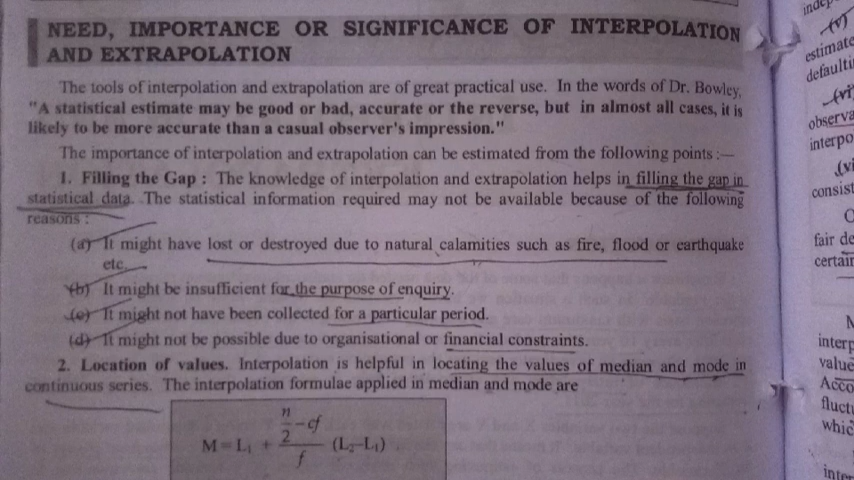 NEED, IMPORTANCE OR SIGNIFICANCE OF INTERPOLATION
AND EXTRAPOLATION
The tools of interpolation and extrapolation are of great practical use. In the words of Dr. Bowley,
"A statistical estimate may be good or bad, accurate or the reverse, but in almost all cases, it is
likely to be more accurate than a casual observer's impression."
The importance of interpolation and extrapolation can be estimated from the following points :—
1. Filling the Gap : The knowledge of interpolation and extrapolation helps in filling the gap in
statistical data. The statistical information required may not be available because of the following
reasons :
(a) It might have lost or destroyed due to natural calamities such as fire, flood or earthquake
etc.
(b) It might be insufficient for the purpose of enquiry.
(c) It might not have been collected for a particular period.
(d) It might not be possible due to organisational or financial constraints.
2. Location of values. Interpolation is helpful in locating the values of median and mode in
continuous series. The interpolation formulae applied in median and mode are
M = L₁ + (n/2 – cf)/f (L₂–L₁)
(v)
estimate
defaulti
(vi)
observa
interpo
(vi
consist
fair de
certain
interp
value
Acco
fluct
whic
inter